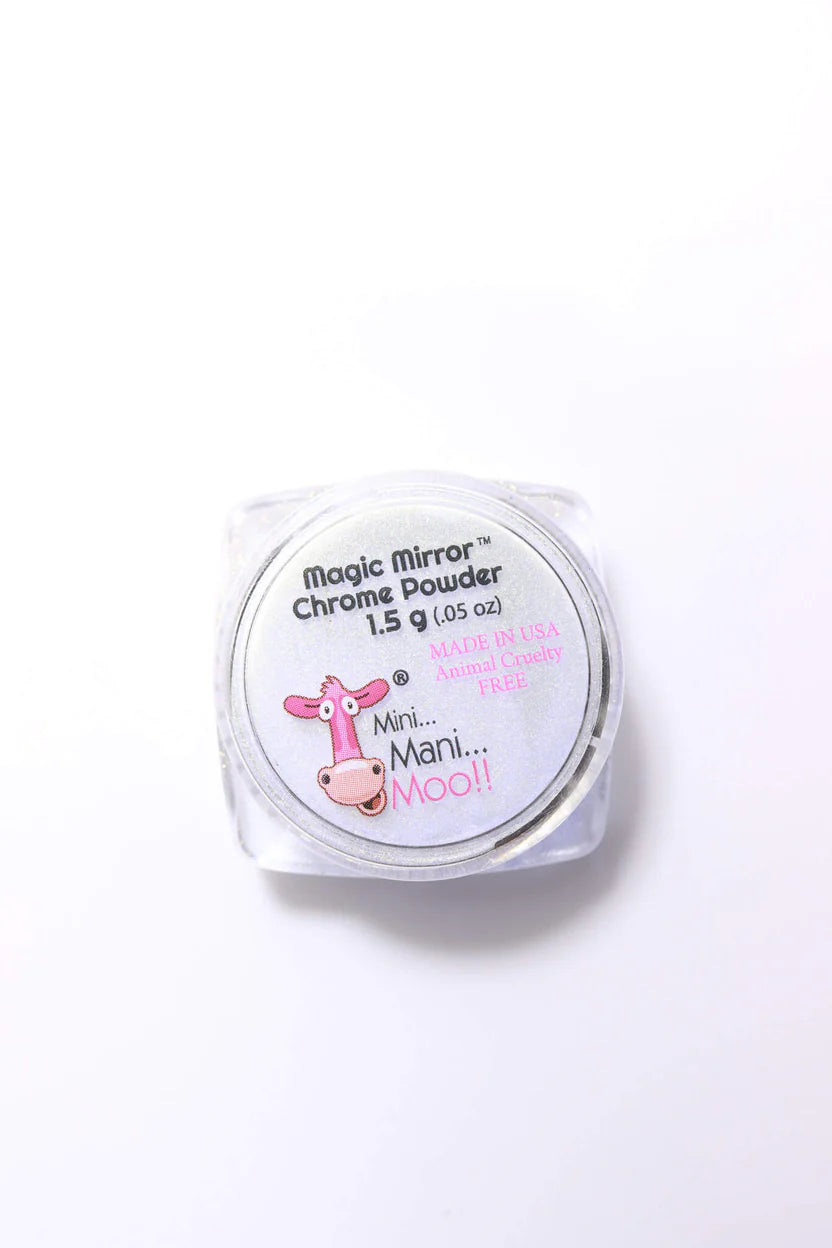 Magic Mirror™
Chrome Powder
1.5 g (.05 oz)
MADE IN USA
Animal Cruelty
FREE
®
Mini...
Mani...
Moo!!